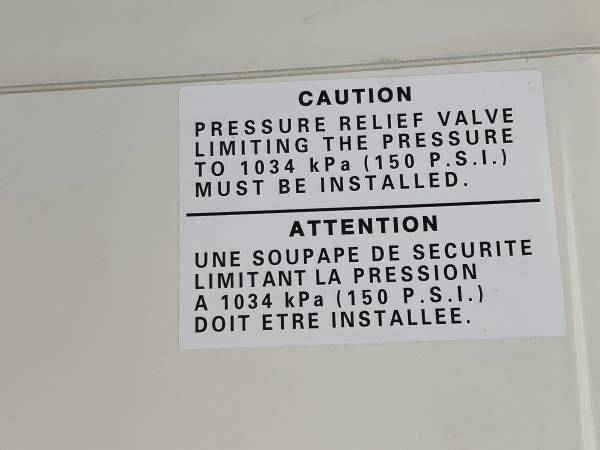 CAUTION
PRESSURE RELIEF VALVE
LIMITING THE PRESSURE
TO 1034 kPa (150 P.S.I.)
MUST BE INSTALLED.
ATTENTION
UNE SOUPAPE DE SECURITE
LIMITANT LA PRESSION
A 1034 kPa (150 P.S.I.)
DOIT ETRE INSTALLEE.